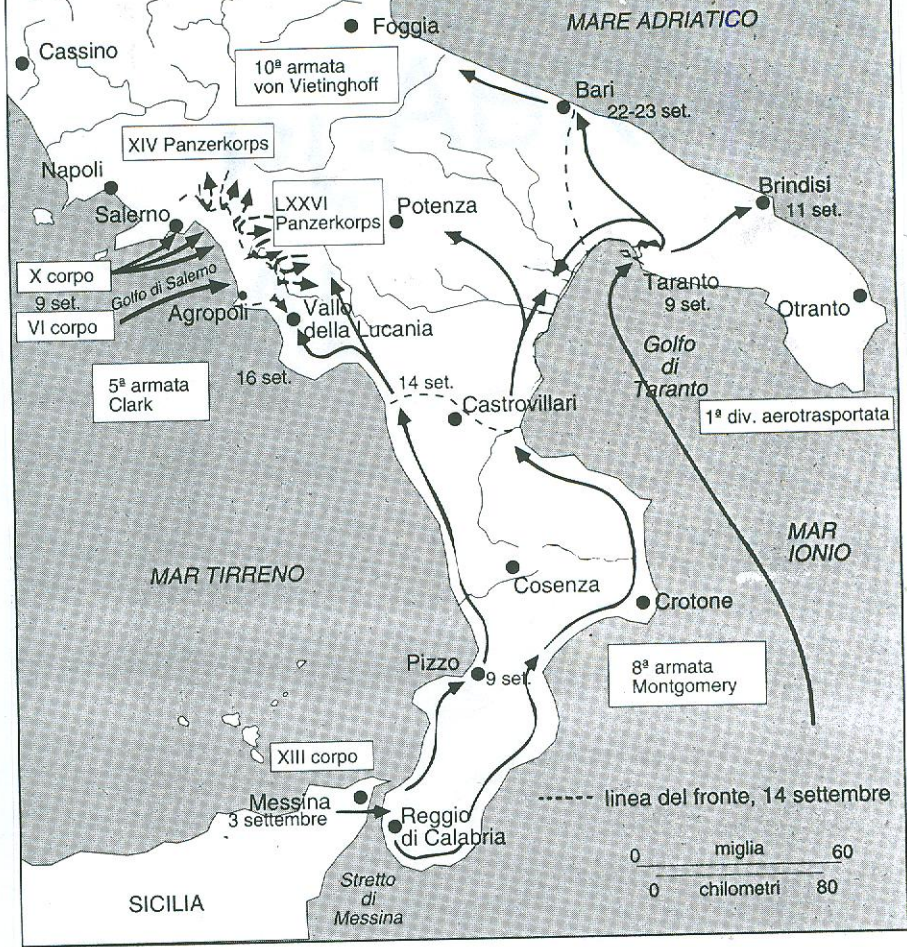 MARE ADRIATICO
Foggia
Cassino
10ª armata
von Vietinghoff
Bari
22-23 set.
XIV Panzerkorps
Napoli
LXXVI
Panzerkorps
Potenza
Brindisi
11 set.
Salerno
X corpo
9 set.
VI corpo
Golfo di Salerno
Agropoli
Taranto
9 set.
Otranto
Vallo
della Lucania
Golfo
di
Taranto
16 set.
5ª armata
Clark
14 set.
Castrovillari
1ª div. aerotrasportata
MAR
IONIO
MAR TIRRENO
Cosenza
Crotone
Pizzo
9 set.
8ª armata
Montgomery
XIII corpo
Messina
3 settembre
Reggio
di Calabria
linea del fronte, 14 settembre
0 miglia 60
0 chilometri 80
Stretto
di
Messina
SICILIA